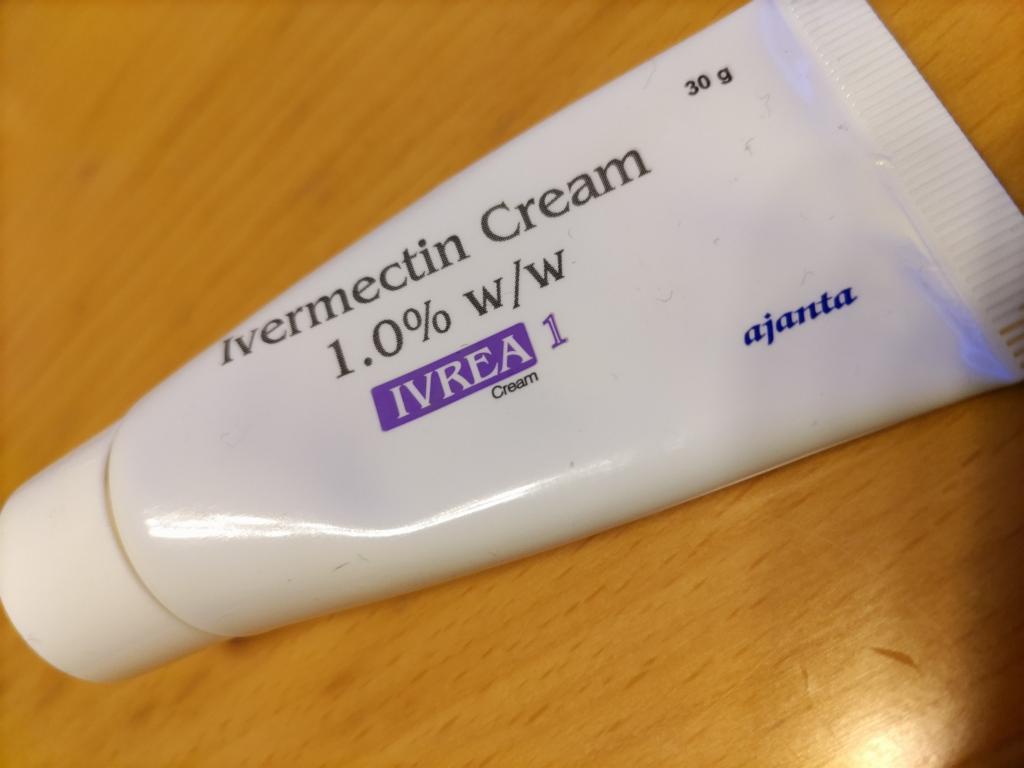 30 g
Ivermectin Cream
1.0% w/w
IVREA 1
Cream
ajanta